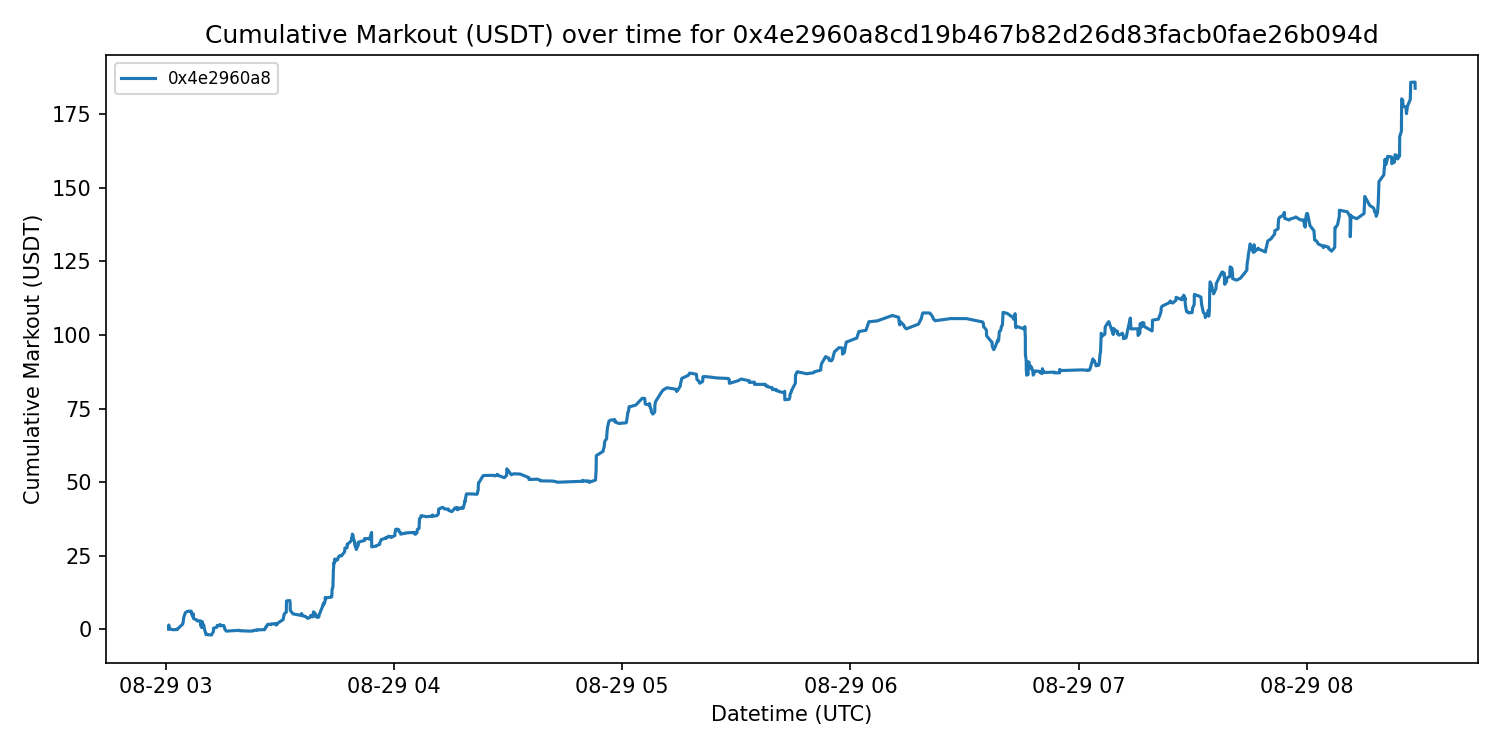 Cumulative Markout (USDT) over time for 0x4e2960a8cd19b467b82d26d83facb0fae26b094d
0x4e2960a8
Cumulative Markout (USDT)
175
150
125
100
75
50
25
0
08-29 03 08-29 04 08-29 05 08-29 06 08-29 07 08-29 08
Datetime (UTC)